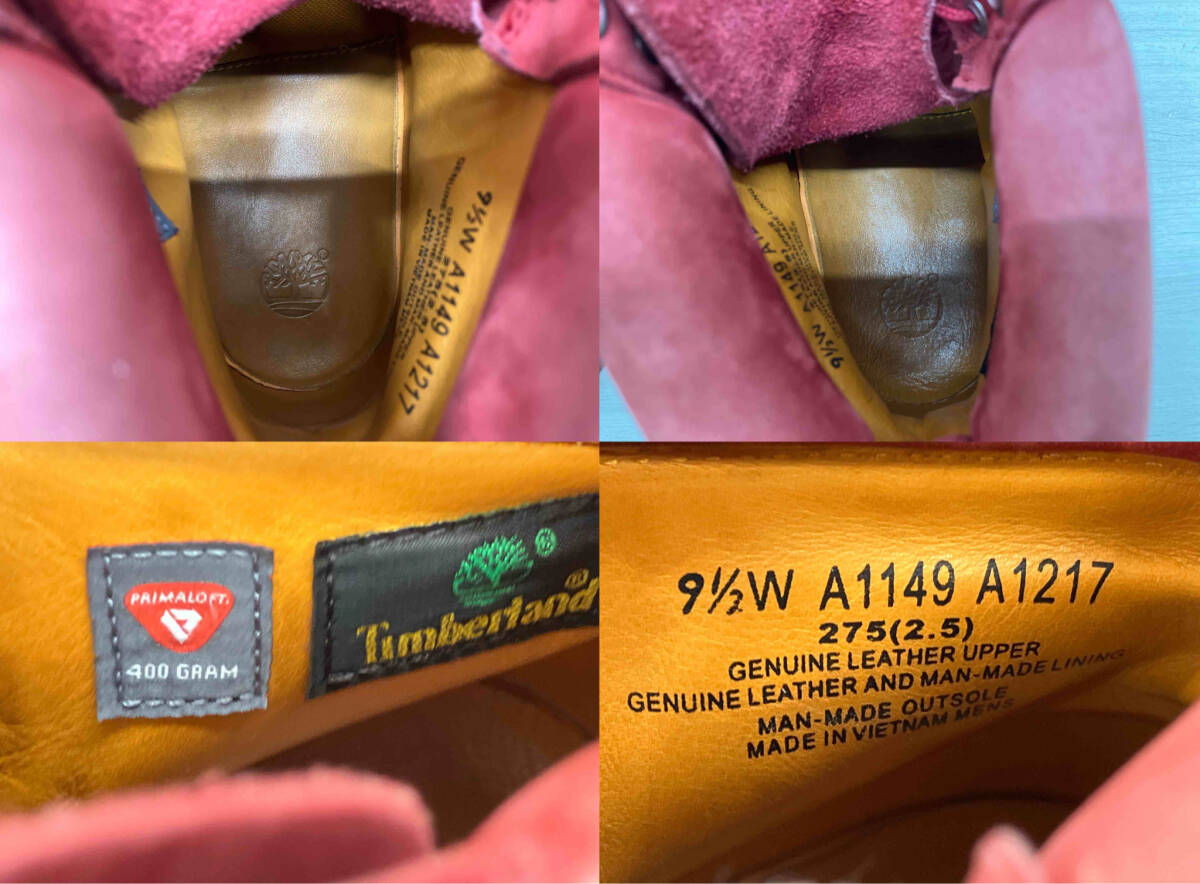 9½W A1149 A1217
9½W A1149 A12
PRIMALOFT.
400 GRAM
®
Timberland®
9½W A1149 A1217
275(2.5)
GENUINE LEATHER UPPER
GENUINE LEATHER AND MAN-MADE LINING
MAN-MADE OUTSOLE
MADE IN VIETNAM MENS